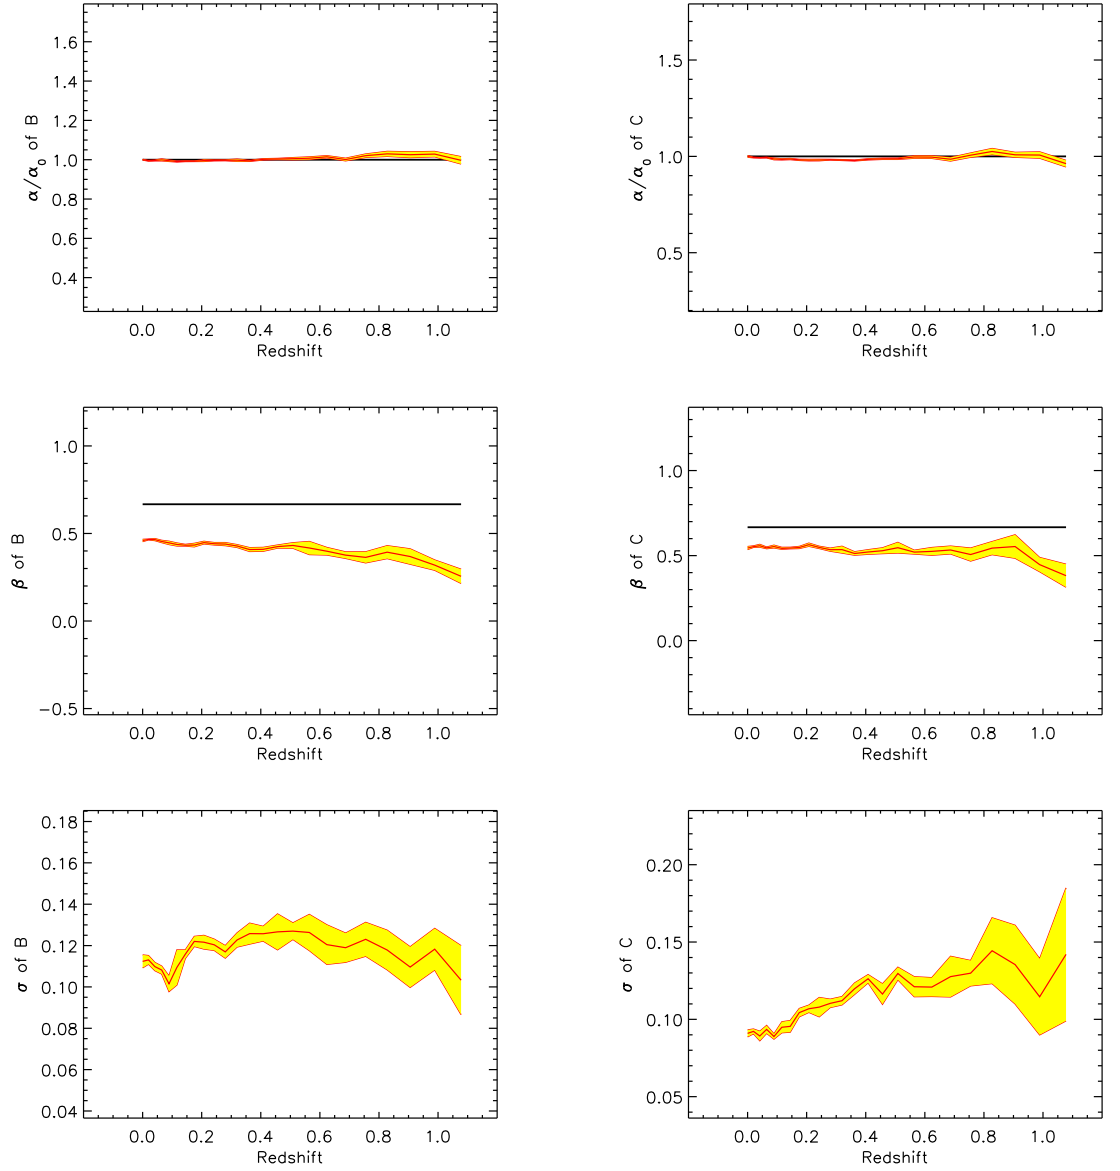 α/α₀ of B
1.6
1.4
1.2
1.0
0.8
0.6
0.4
0.0 0.2 0.4 0.6 0.8 1.0
Redshift
α/α₀ of C
1.5
1.0
0.5
0.0 0.2 0.4 0.6 0.8 1.0
Redshift
β of B
1.0
0.5
0.0
−0.5
0.0 0.2 0.4 0.6 0.8 1.0
Redshift
β of C
1.0
0.5
0.0
0.0 0.2 0.4 0.6 0.8 1.0
Redshift
σ of B
0.18
0.16
0.14
0.12
0.10
0.08
0.06
0.04
0.0 0.2 0.4 0.6 0.8 1.0
Redshift
σ of C
0.20
0.15
0.10
0.05
0.0 0.2 0.4 0.6 0.8 1.0
Redshift